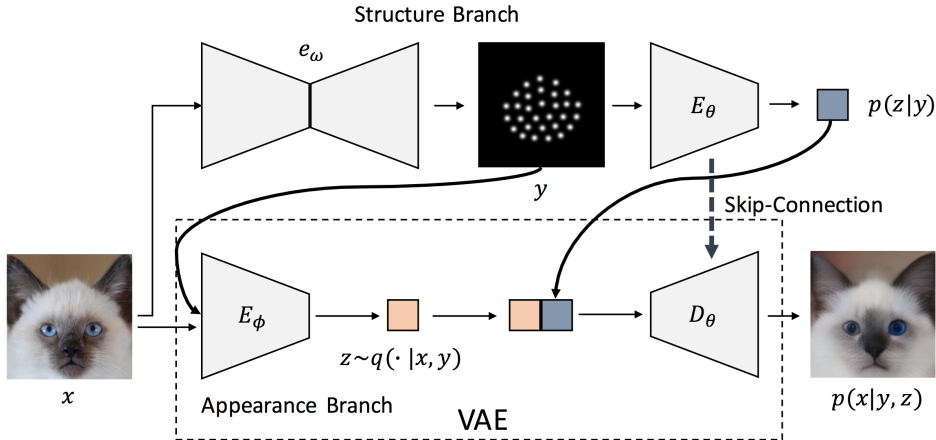 Structure Branch
e_ω
E_θ
p(z|y)
y
Skip-Connection
E_ϕ
D_θ
z~q(· |x, y)
x
p(x|y, z)
Appearance Branch
VAE